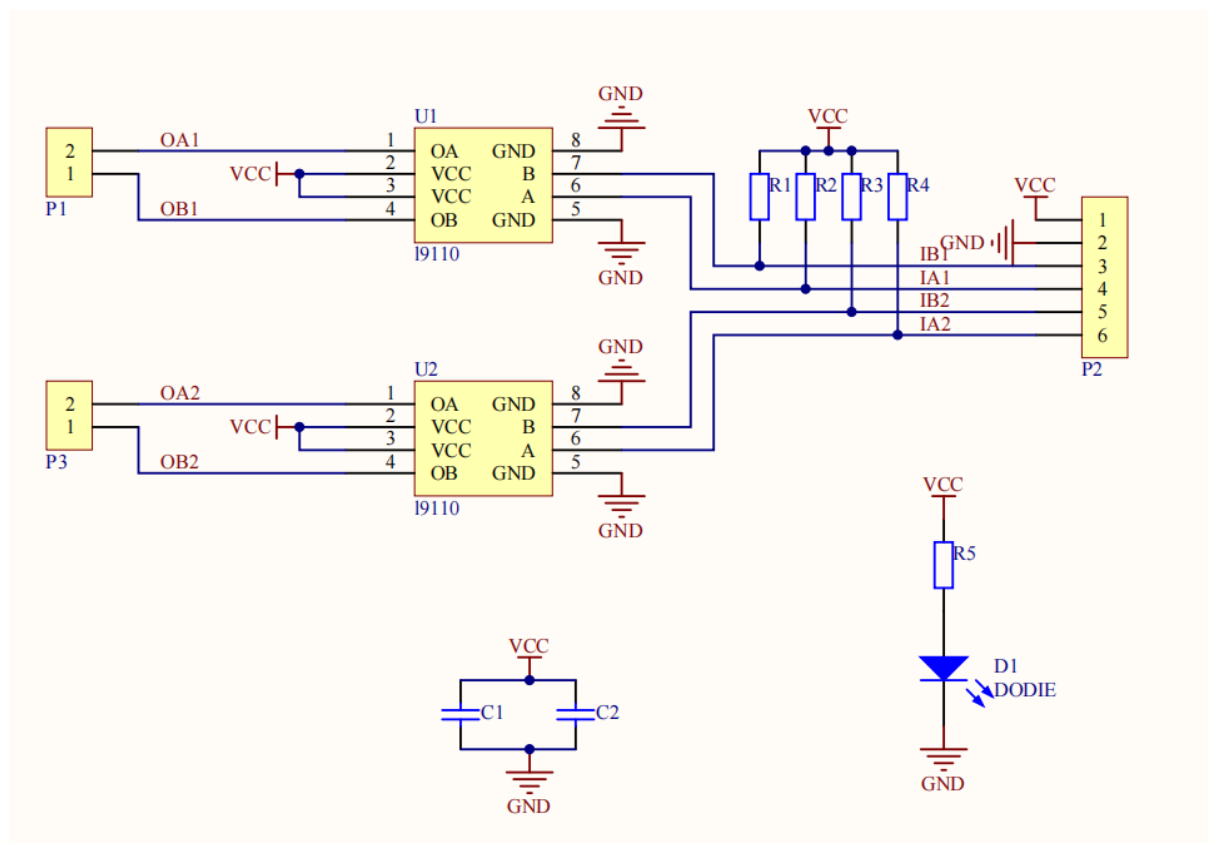 GND
U1
VCC
OA1
1
8
2
OA
GND
1
2
7
VCC
VCC
B
R1
R2
R3
R4
3
6
VCC
A
P1
OB1
4
5
OB
GND
VCC
1
l9110
GND
GND
2
IB1
3
IA1
4
IB2
5
IA2
6
P2
GND
U2
OA2
1
8
2
OA
GND
1
2
7
VCC
VCC
B
3
6
VCC
A
P3
OB2
4
5
OB
GND
l9110
GND
VCC
R5
D1
DODIE
GND
VCC
C1
C2
GND